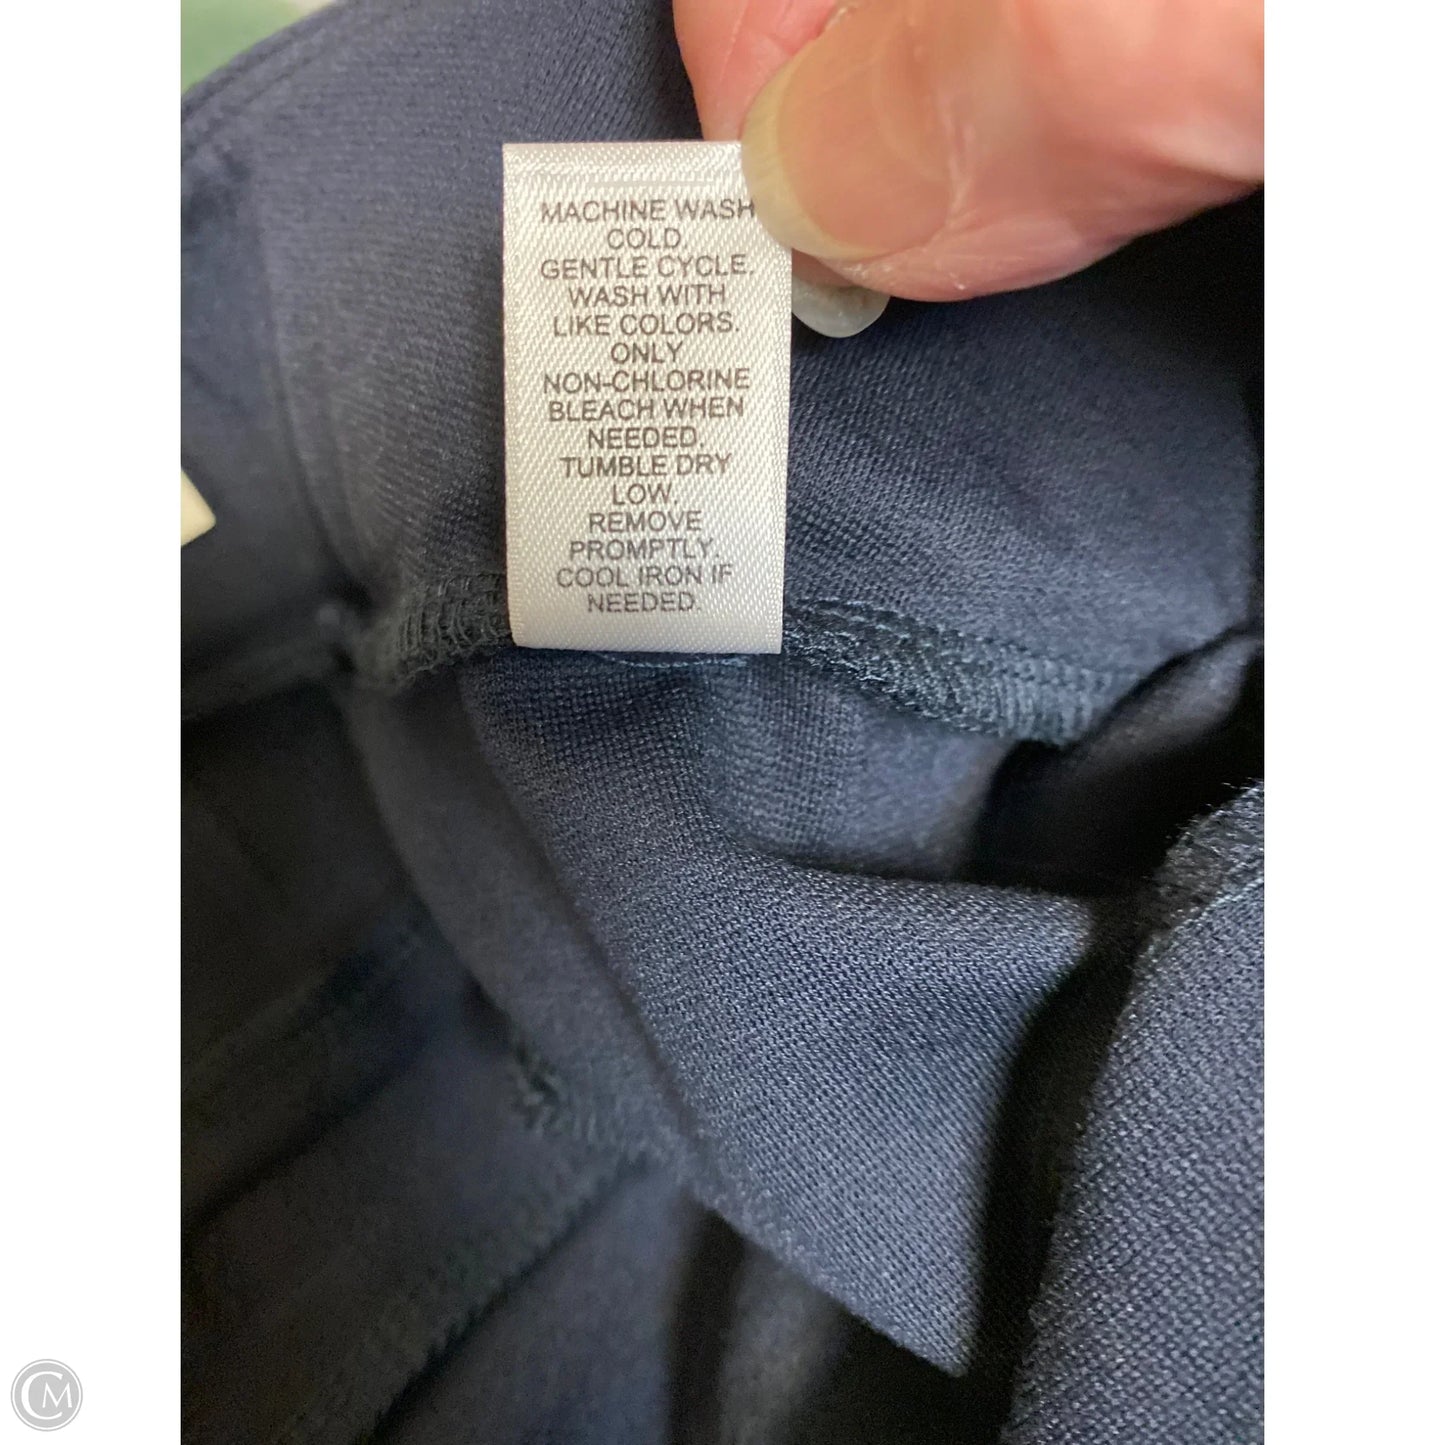 MACHINE WASH
COLD.
GENTLE CYCLE.
WASH WITH
LIKE COLORS.
ONLY
NON-CHLORINE
BLEACH WHEN
NEEDED.
TUMBLE DRY
LOW.
REMOVE
PROMPTLY.
COOL IRON IF
NEEDED.
CM